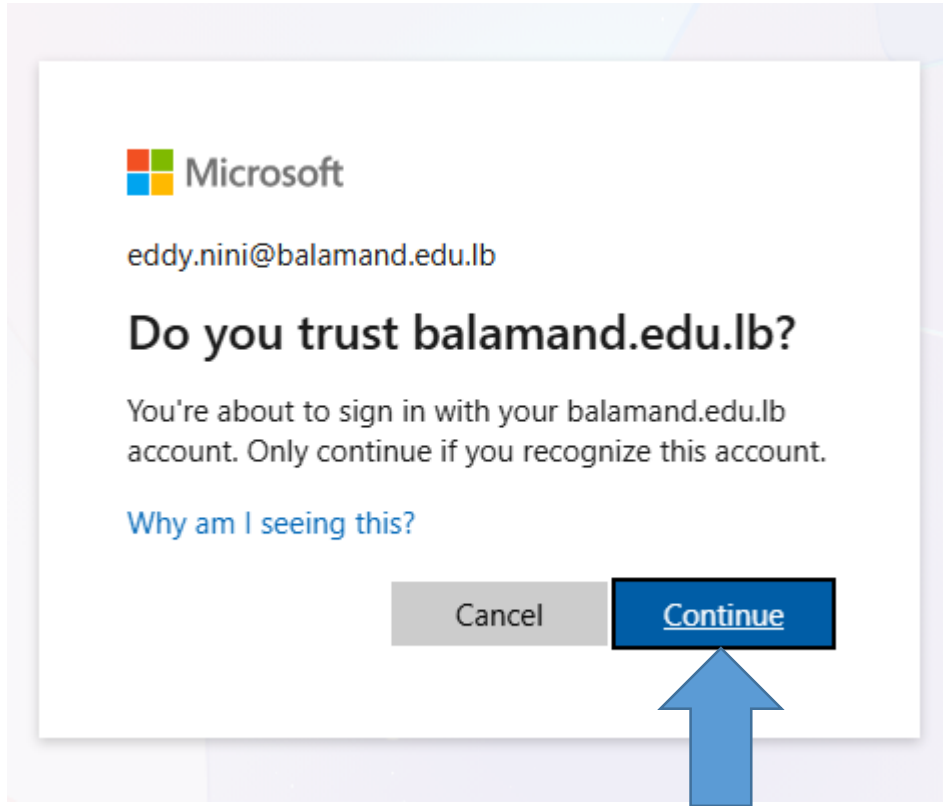 Microsoft
eddy.nini@balamand.edu.lb
Do you trust balamand.edu.lb?
You're about to sign in with your balamand.edu.lb
account. Only continue if you recognize this account.
Why am I seeing this?
Cancel Continue